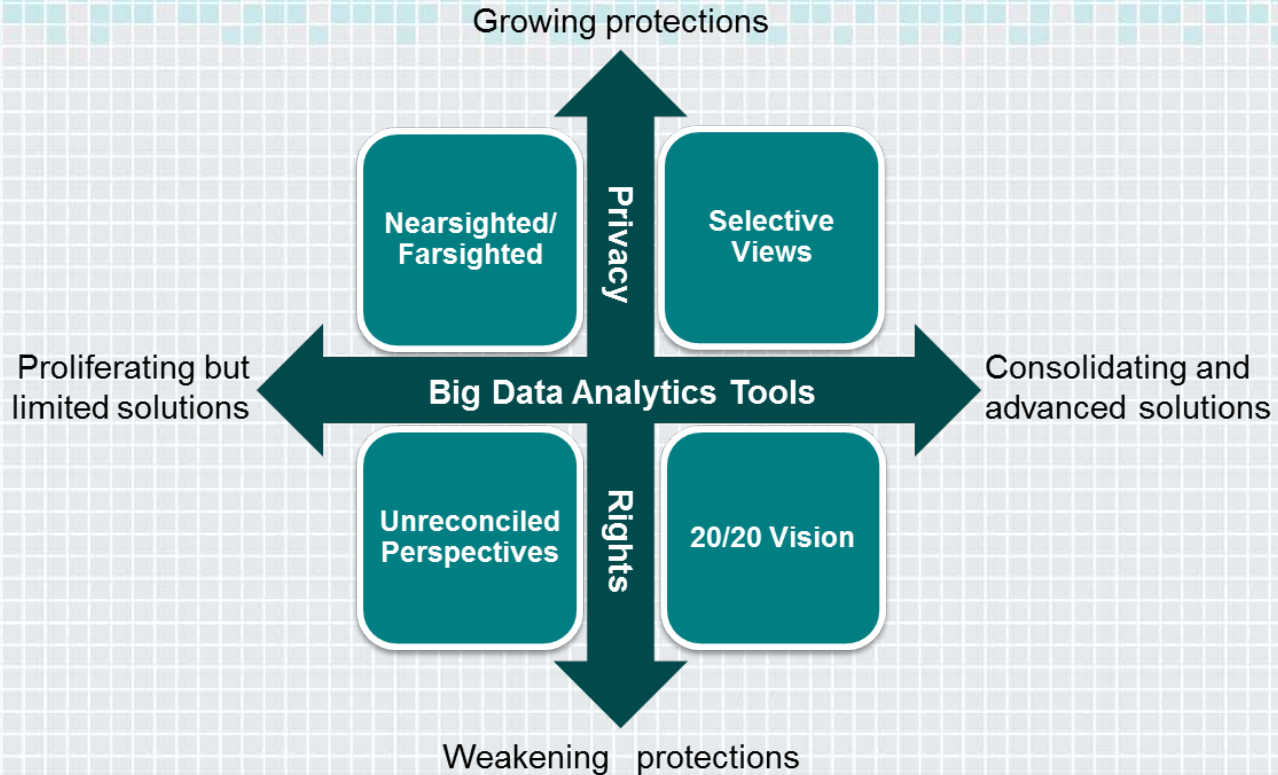 Growing protections
Nearsighted/
Farsighted
Privacy
Selective
Views
Proliferating but
limited solutions
Big Data Analytics Tools
Consolidating and
advanced solutions
Unreconciled
Perspectives
Rights
20/20 Vision
Weakening protections